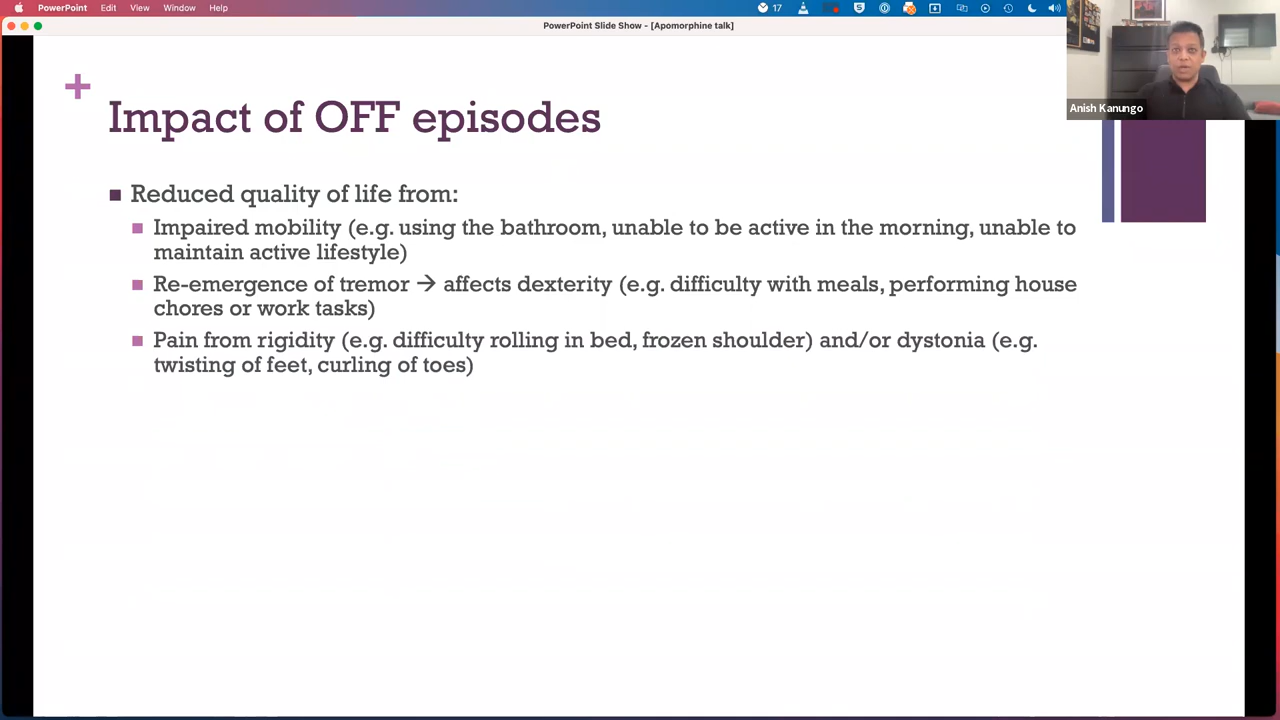 PowerPoint Edit View Window Help 17
PowerPoint Slide Show - [Apomorphine talk]
Anish Kanungo
+
Impact of OFF episodes
■ Reduced quality of life from:
■ Impaired mobility (e.g. using the bathroom, unable to be active in the morning, unable to
maintain active lifestyle)
■ Re-emergence of tremor → affects dexterity (e.g. difficulty with meals, performing house
chores or work tasks)
■ Pain from rigidity (e.g. difficulty rolling in bed, frozen shoulder) and/or dystonia (e.g.
twisting of feet, curling of toes)